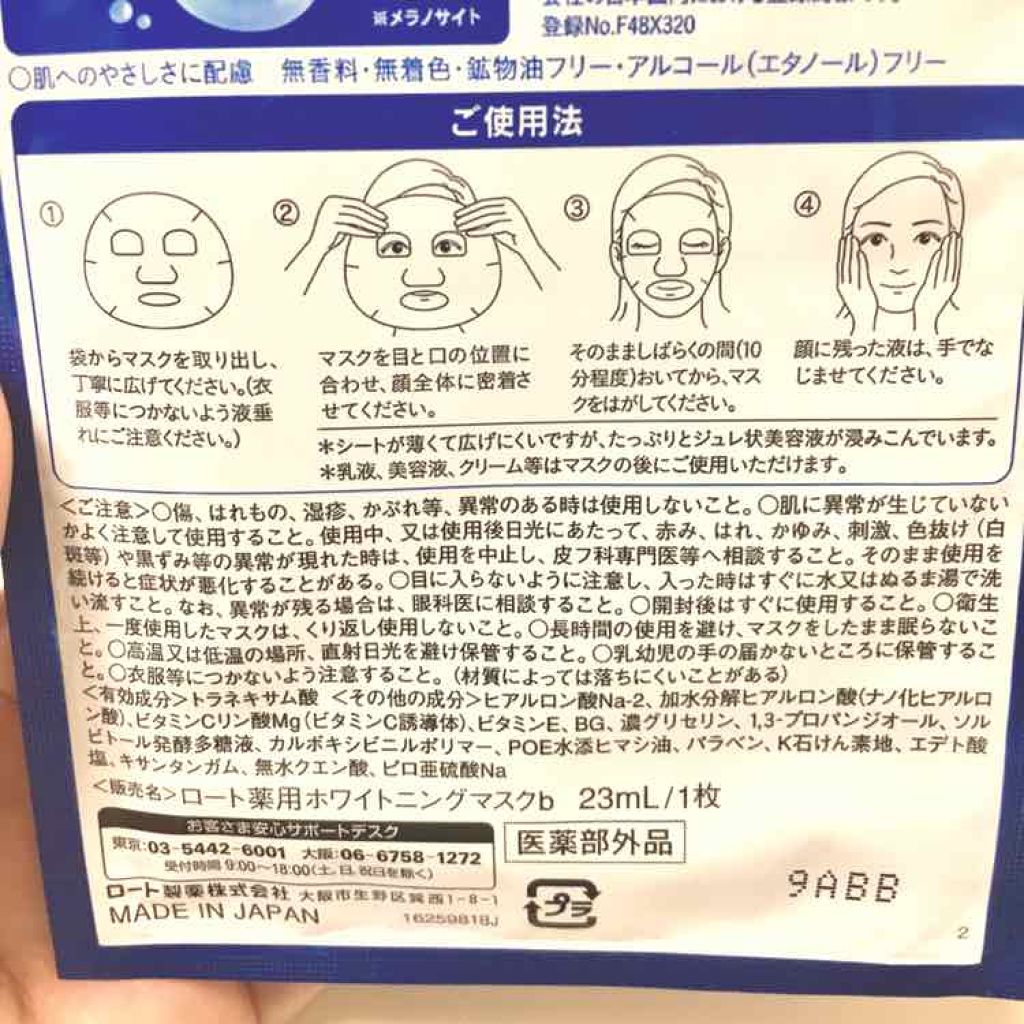 ※メラノサイト
登録No.F48X320
○肌へのやさしさに配慮 無香料・無着色・鉱物油フリー・アルコール(エタノール)フリー
ご使用法
①
②
③
④
袋からマスクを取り出し、
丁寧に広げてください。(衣
服等につかないよう液垂
れにご注意ください。)
マスクを目と口の位置に
合わせ、顔全体に密着さ
せてください。
そのまましばらくの間(10
分程度)おいてから、マス
クをはがしてください。
顔に残った液は、手でな
じませてください。
＊シートが薄くて広げにくいですが、たっぷりとジュレ状美容液が浸みこんでいます。
＊乳液、美容液、クリーム等はマスクの後にご使用いただけます。
＜ご注意＞○傷、はれもの、湿疹、かぶれ等、異常のある時は使用しないこと。○肌に異常が生じていない
かよく注意して使用すること。使用中、又は使用後日光にあたって、赤み、はれ、かゆみ、刺激、色抜け(白
斑等)や黒ずみ等の異常が現れた時は、使用を中止し、皮フ科専門医等へ相談すること。そのまま使用を
続けると症状が悪化することがある。○目に入らないように注意し、入った時はすぐに水又はぬるま湯で洗
い流すこと。なお、異常が残る場合は、眼科医に相談すること。○開封後はすぐに使用すること。○衛生
上、一度使用したマスクは、くり返し使用しないこと。○長時間の使用を避け、マスクをしたまま眠らないこ
と。○高温又は低温の場所、直射日光を避け保管すること。○乳幼児の手の届かないところに保管するこ
と。○衣服等につかないよう注意すること。(材質によっては落ちにくいことがある)
＜有効成分＞トラネキサム酸 ＜その他の成分＞ヒアルロン酸Na-2、加水分解ヒアルロン酸(ナノ化ヒアルロ
ン酸)、ビタミンCリン酸Mg(ビタミンC誘導体)、ビタミンE、BG、濃グリセリン、1,3-プロパンジオール、ソル
ビトール発酵多糖液、カルボキシビニルポリマー、POE水添ヒマシ油、パラベン、K石けん素地、エデト酸
塩、キサンタンガム、無水クエン酸、ピロ亜硫酸Na
＜販売名＞ロート薬用ホワイトニングマスクb 23mL/1枚
お客さま安心サポートデスク
東京:03-5442-6001 大阪:06-6758-1272
受付時間 9:00〜18:00(土、日、祝日を除く)
医薬部外品
ロート製薬株式会社 大阪市生野区巽西1-8-1
MADE IN JAPAN
16259818J
プラ
9ABB
2